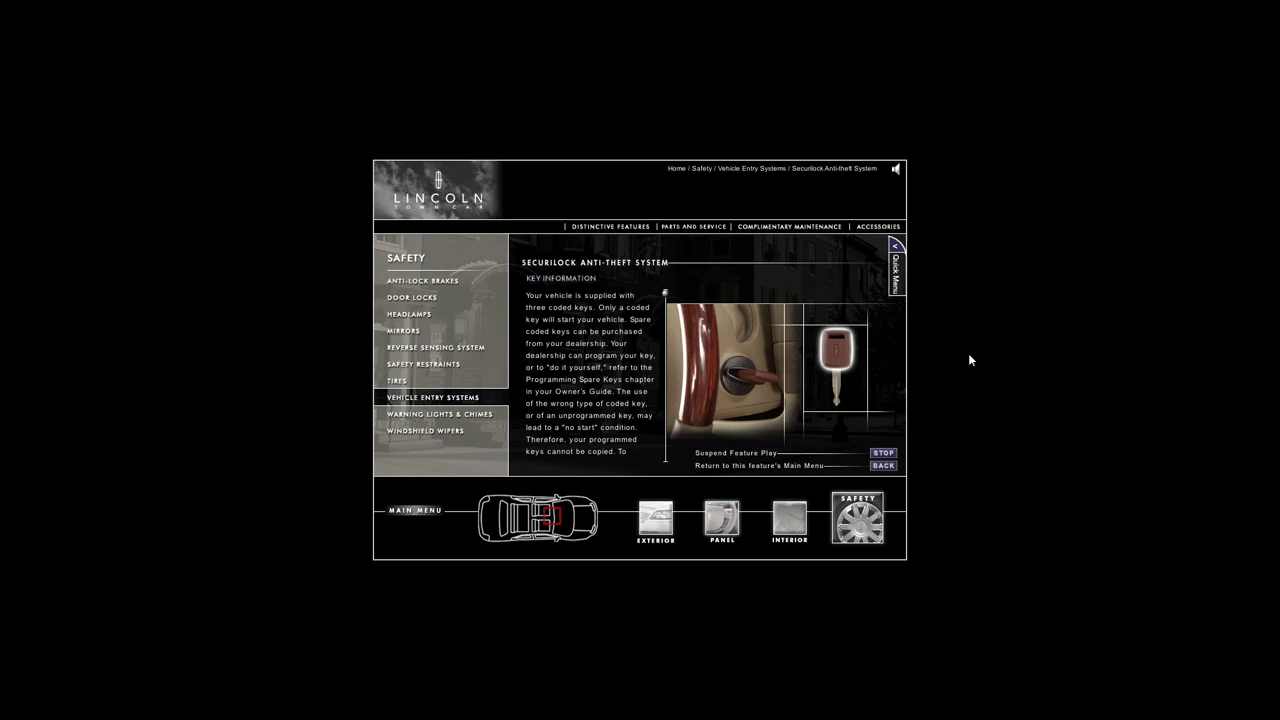 Home / Safety / Vehicle Entry Systems / Securilock Anti-theft System
LINCOLN
TOWN CAR
DISTINCTIVE FEATURES | PARTS AND SERVICE | COMPLIMENTARY MAINTENANCE | ACCESSORIES
Quick Menu
SAFETY
ANTI-LOCK BRAKES
DOOR LOCKS
HEADLAMPS
MIRRORS
REVERSE SENSING SYSTEM
SAFETY RESTRAINTS
TIRES
VEHICLE ENTRY SYSTEMS
WARNING LIGHTS & CHIMES
WINDSHIELD WIPERS
SECURILOCK ANTI-THEFT SYSTEM
KEY INFORMATION
Your vehicle is supplied with
three coded keys. Only a coded
key will start your vehicle. Spare
coded keys can be purchased
from your dealership. Your
dealership can program your key,
or to "do it yourself," refer to the
Programming Spare Keys chapter
in your Owner's Guide. The use
of the wrong type of coded key,
or of an unprogrammed key, may
lead to a "no start" condition.
Therefore, your programmed
keys cannot be copied. To
Suspend Feature Play STOP
Return to this feature's Main Menu BACK
MAIN MENU
EXTERIOR
PANEL
INTERIOR
SAFETY